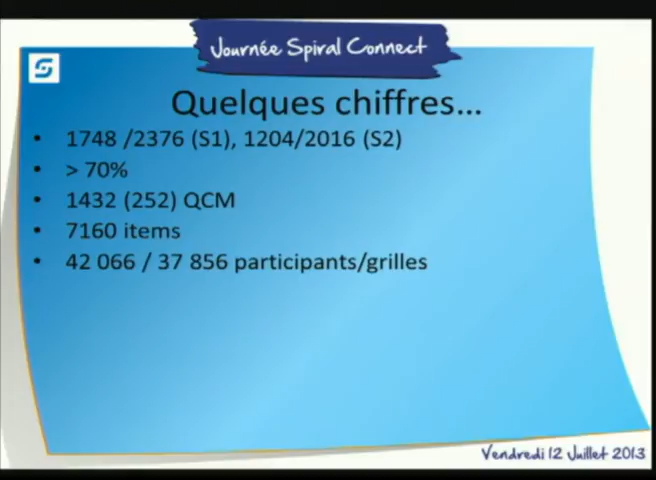 Journée Spiral Connect
Quelques chiffres...
• 1748 /2376 (S1), 1204/2016 (S2)
• > 70%
• 1432 (252) QCM
• 7160 items
• 42 066 / 37 856 participants/grilles
Vendredi 12 Juillet 2013